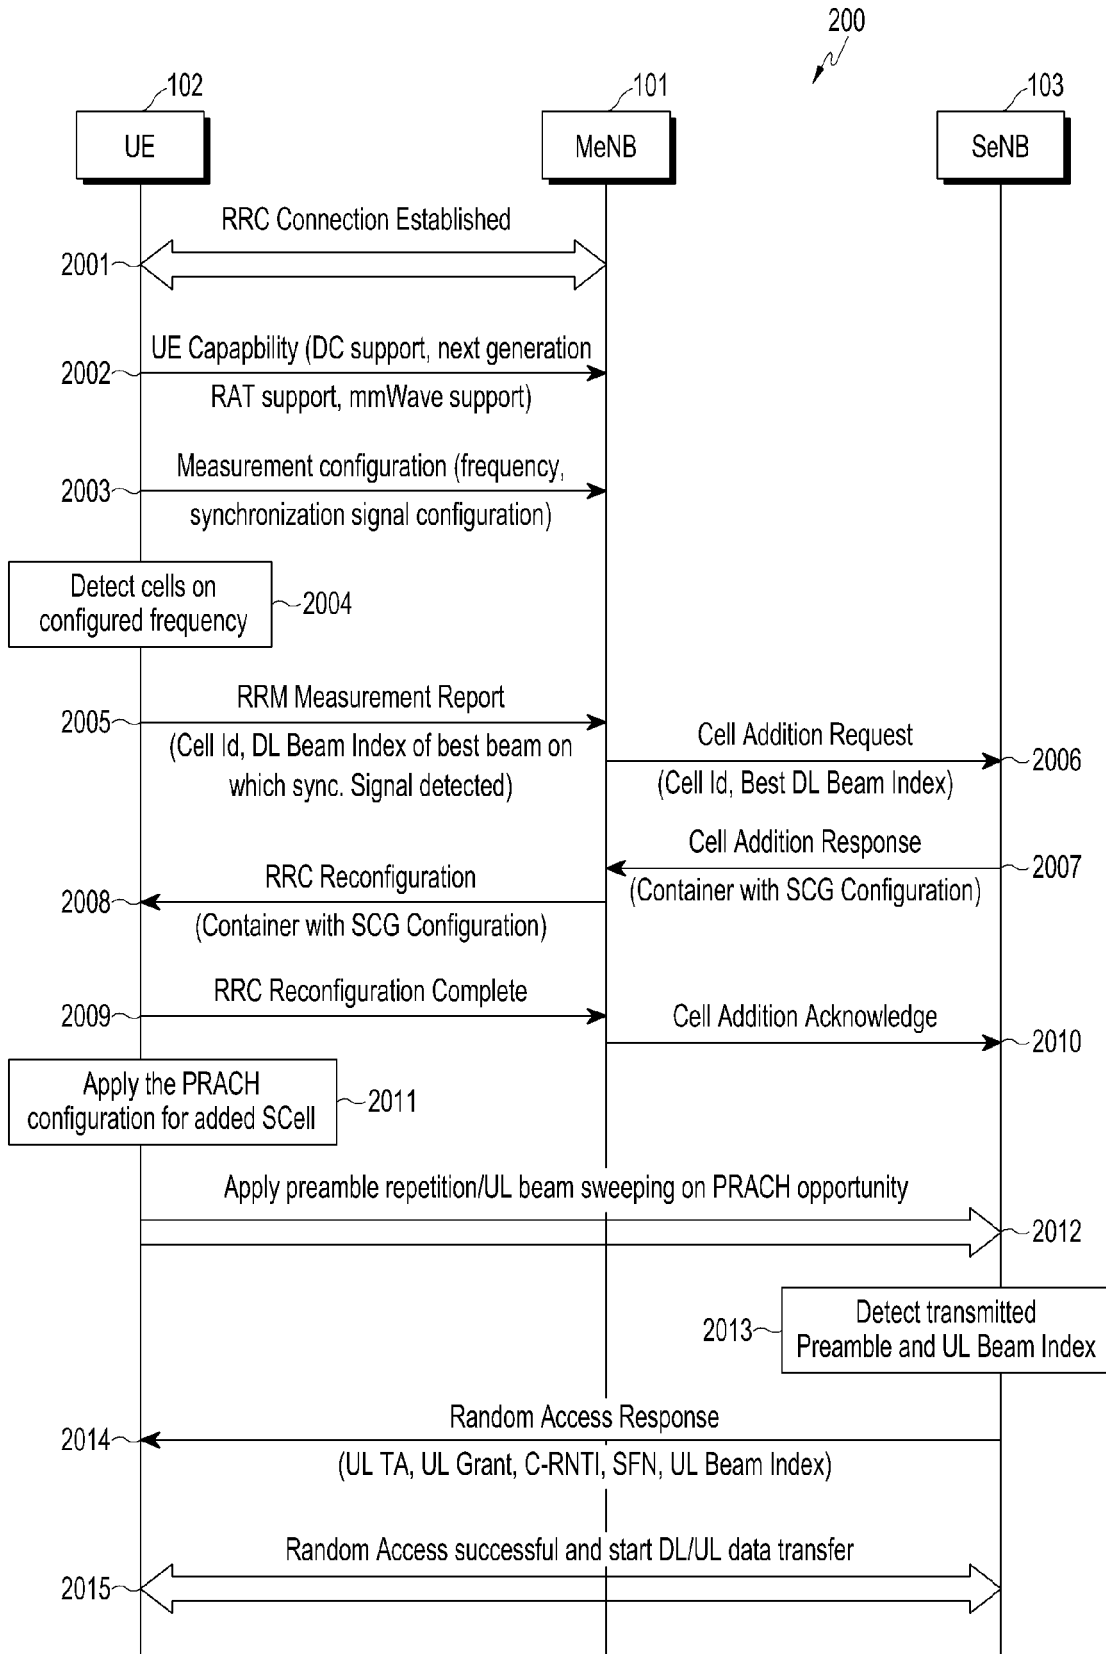 200
102
101
103
UE
MeNB
SeNB
RRC Connection Established
2001
UE Capapbility (DC support, next generation
2002
RAT support, mmWave support)
Measurement configuration (frequency,
2003
synchronization signal configuration)
Detect cells on
configured frequency
2004
RRM Measurement Report
2005
(Cell Id, DL Beam Index of best beam on
which sync. Signal detected)
Cell Addition Request
2006
(Cell Id, Best DL Beam Index)
Cell Addition Response
2007
(Container with SCG Configuration)
RRC Reconfiguration
2008
(Container with SCG Configuration)
RRC Reconfiguration Complete
2009
Cell Addition Acknowledge
2010
Apply the PRACH
configuration for added SCell
2011
Apply preamble repetition/UL beam sweeping on PRACH opportunity
2012
Detect transmitted
Preamble and UL Beam Index
2013
Random Access Response
2014
(UL TA, UL Grant, C-RNTI, SFN, UL Beam Index)
Random Access successful and start DL/UL data transfer
2015